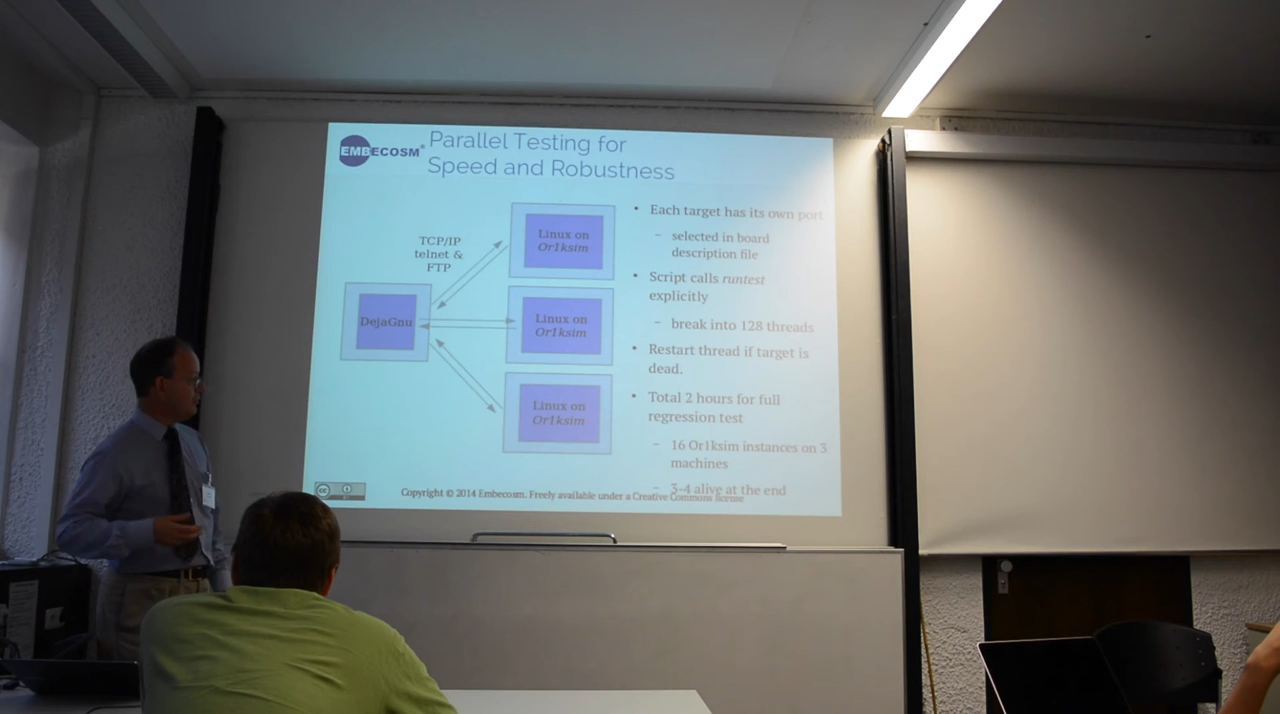 EMBECOSM®
Parallel Testing for
Speed and Robustness
TCP/IP
telnet &
FTP
DejaGnu
Linux on
Or1ksim
Linux on
Or1ksim
Linux on
Or1ksim
• Each target has its own port
– selected in board
description file
• Script calls runtest
explicitly
– break into 128 threads
• Restart thread if target is
dead.
• Total 2 hours for full
regression test
– 16 Or1ksim instances on 3
machines
– 3-4 alive at the end
cc
Copyright © 2014 Embecosm. Freely available under a Creative Commons license